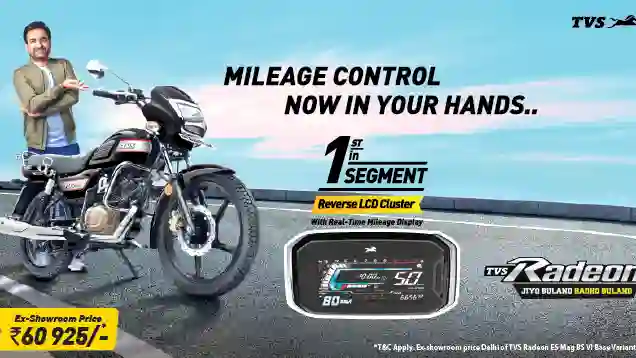 TVS
MILEAGE CONTROL
NOW IN YOUR HANDS..
1ST
in
SEGMENT
Reverse LCD Cluster
With Real-Time Mileage Display
TVS
Radeon
JIYO BULAND BADHO BULAND
Ex-Showroom Price*
₹60 925/-
*T&C Apply. Ex-showroom price Delhi of TVS Radeon ES Mag BS VI Base Variant